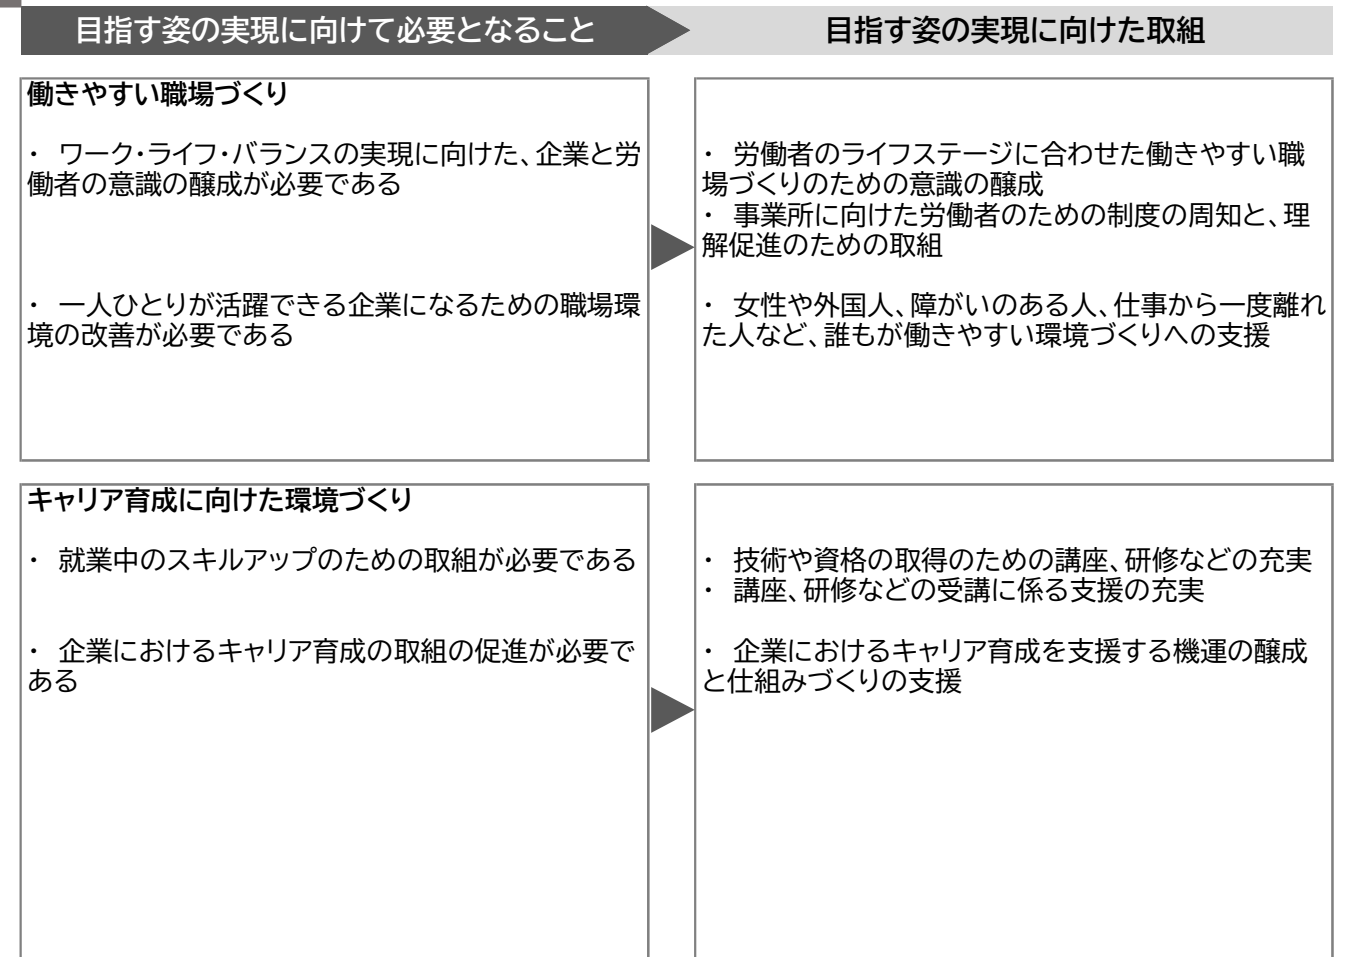 目指す姿の実現に向けて必要となること
目指す姿の実現に向けた取組
働きやすい職場づくり
・ ワーク・ライフ・バランスの実現に向けた、企業と労
働者の意識の醸成が必要である
・ 一人ひとりが活躍できる企業になるための職場環
境の改善が必要である
・ 労働者のライフステージに合わせた働きやすい職
場づくりのための意識の醸成
・ 事業所に向けた労働者のための制度の周知と、理
解促進のための取組
・ 女性や外国人、障がいのある人、仕事から一度離れ
た人など、誰もが働きやすい環境づくりへの支援
キャリア育成に向けた環境づくり
・ 就業中のスキルアップのための取組が必要である
・ 企業におけるキャリア育成の取組の促進が必要で
ある
・ 技術や資格の取得のための講座、研修などの充実
・ 講座、研修などの受講に係る支援の充実
・ 企業におけるキャリア育成を支援する機運の醸成
と仕組みづくりの支援